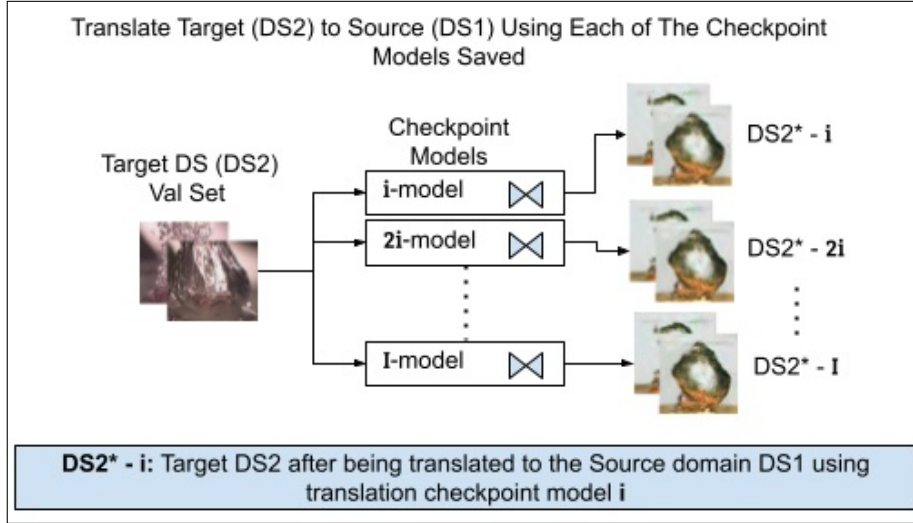 Translate Target (DS2) to Source (DS1) Using Each of The Checkpoint
Models Saved
Checkpoint
Models
Target DS (DS2)
Val Set
i-model
2i-model
I-model
DS2* - i
DS2* - 2i
DS2* - I
DS2* - i: Target DS2 after being translated to the Source domain DS1 using
translation checkpoint model i